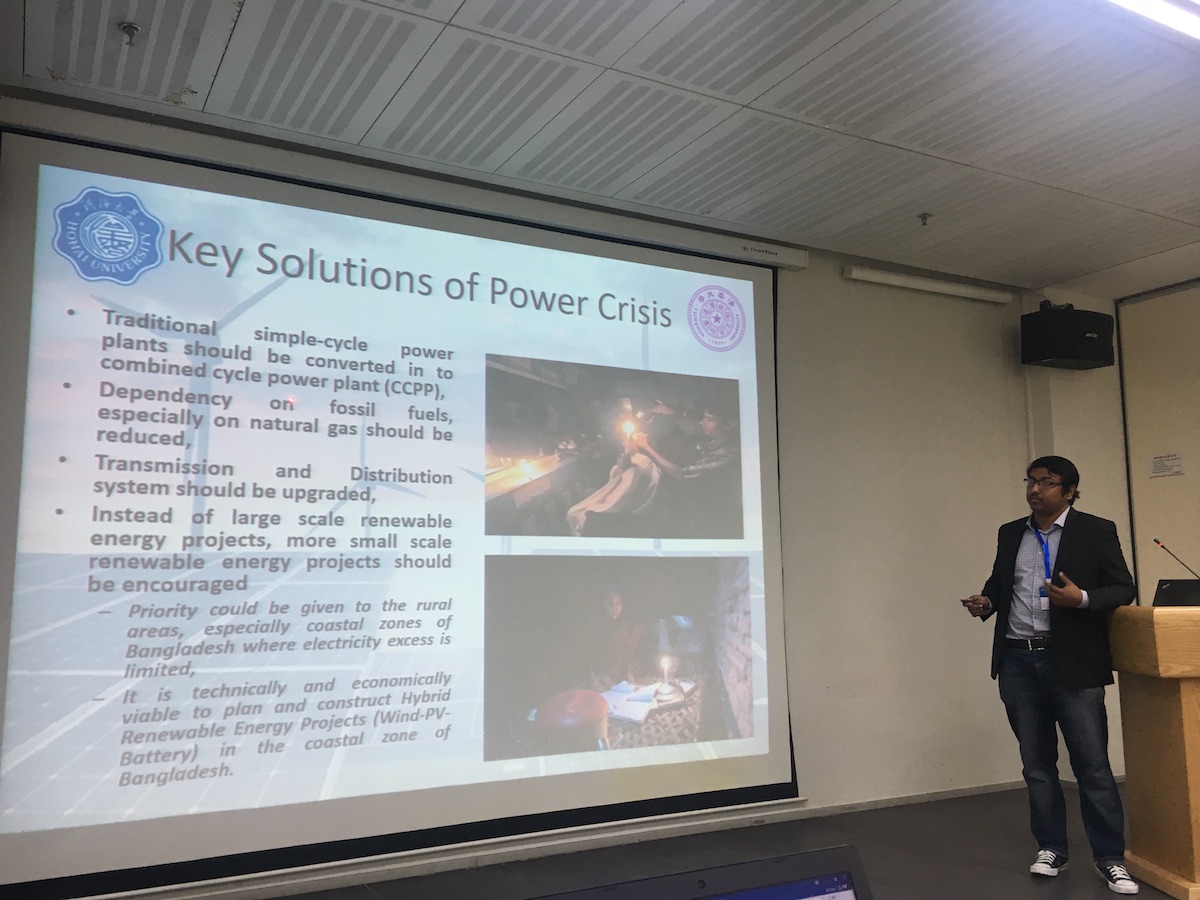 河海大学
HOHAI UNIVERSITY
Key Solutions of Power Crisis
• Traditional simple-cycle power
plants should be converted in to
combined cycle power plant (CCPP),
• Dependency on fossil fuels,
especially on natural gas should be
reduced,
• Transmission and Distribution
system should be upgraded,
• Instead of large scale renewable
energy projects, more small scale
renewable energy projects should
be encouraged
– Priority could be given to the rural
areas, especially coastal zones of
Bangladesh where electricity excess is
limited,
– It is technically and economically
viable to plan and construct Hybrid
Renewable Energy Projects (Wind-PV-
Battery) in the coastal zone of
Bangladesh.